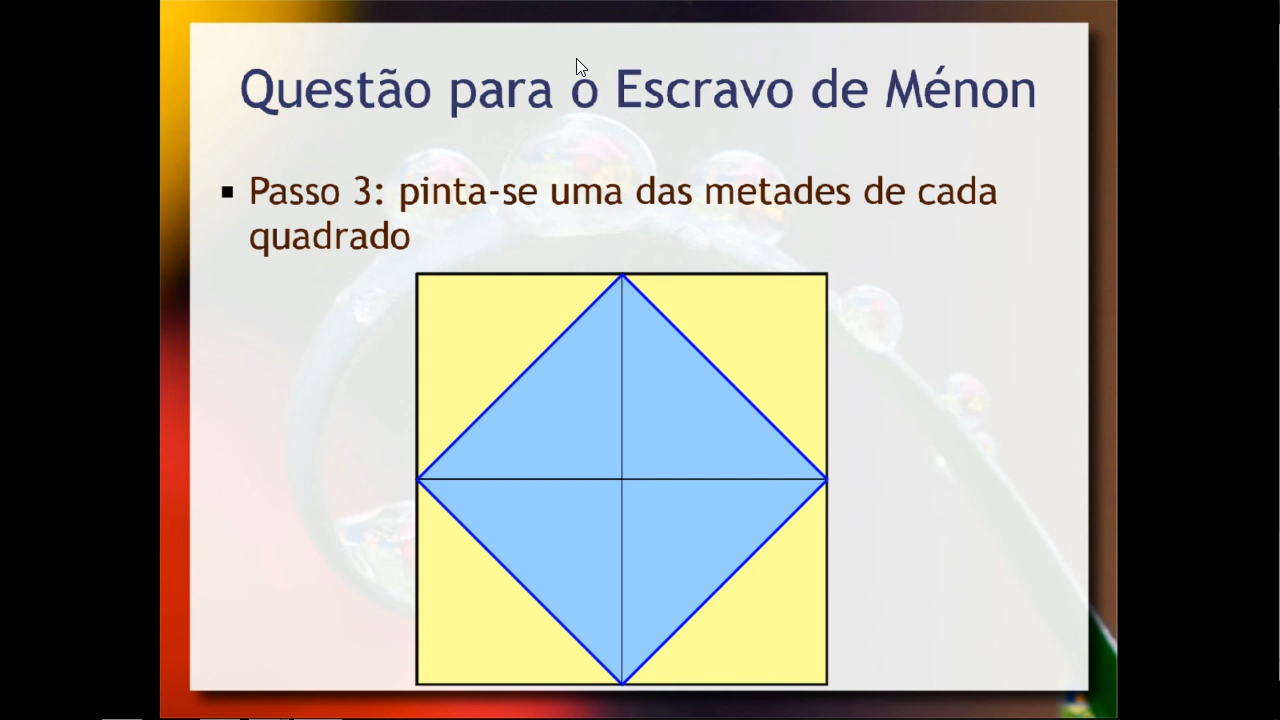 Questão para o Escravo de Ménon
Passo 3: pinta-se uma das metades de cada
quadrado